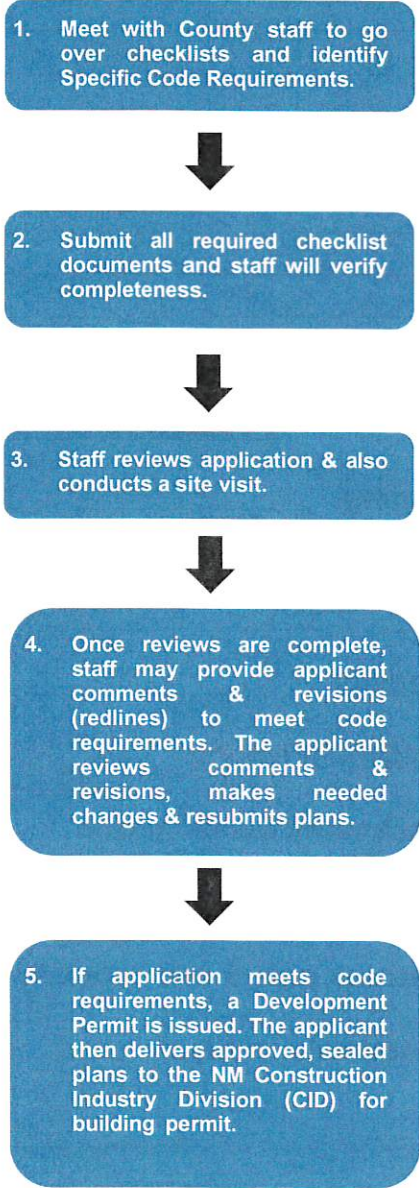 1. Meet with County staff to go
over checklists and identify
Specific Code Requirements.
2. Submit all required checklist
documents and staff will verify
completeness.
3. Staff reviews application & also
conducts a site visit.
4. Once reviews are complete,
staff may provide applicant
comments & revisions
(redlines) to meet code
requirements. The applicant
reviews comments &
revisions, makes needed
changes & resubmits plans.
5. If application meets code
requirements, a Development
Permit is issued. The applicant
then delivers approved, sealed
plans to the NM Construction
Industry Division (CID) for
building permit.